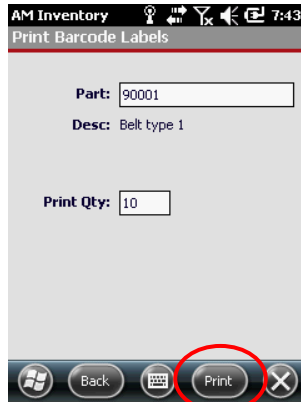 AM Inventory 7:43
Print Barcode Labels
Part: 90001
Desc: Belt type 1
Print Qty: 10
Back Print